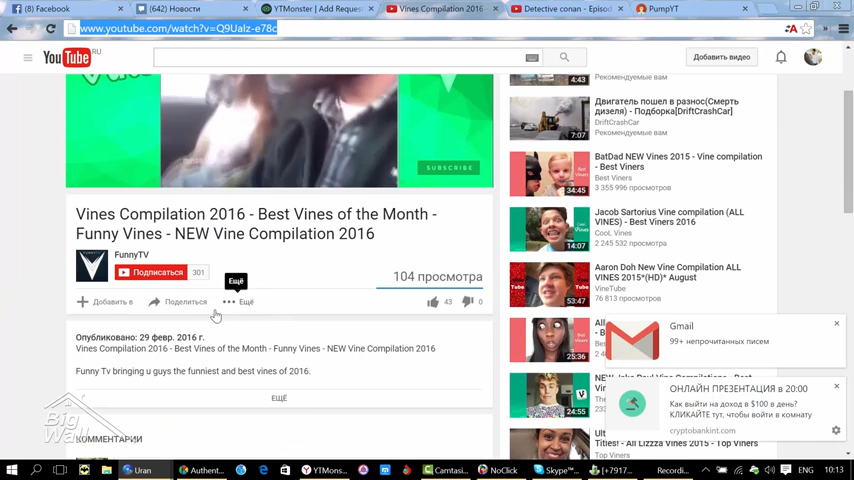 (8) Facebook
(642) Новости
YTMonster | Add Reques
Vines Compilation 2016 -
Detective conan - Episod
PumpYT
www.youtube.com/watch?v=Q9UaIz-e78c
You Tube RU
Добавить видео
4:43
Рекомендуемые вам
Двигатель пошел в разнос(Смерть
дизеля) - Подборка[DriftCrashCar]
DriftCrashCar
Рекомендуемые вам
7:07
BatDad NEW Vines 2015 - Vine compilation
- Best Viners
Best Viners
3 355 996 просмотров
34:45
Jacob Sartorius Vine compilation (ALL
VINES) - Best Viners 2016
CooL Vines
2 245 532 просмотров
14:07
Aaron Doh New Vine Compilation ALL
VINES 2015*(HD)* August
VineTube
76 813 просмотров
53:47
SUBSCRIBE
Vines Compilation 2016 - Best Vines of the Month -
Funny Vines - NEW Vine Compilation 2016
FunnyTV
Подписаться
301
Ещё
104 просмотра
Добавить в
Поделиться
Ещё
43
0
Опубликовано: 29 февр. 2016 г.
Vines Compilation 2016 - Best Vines of the Month - Funny Vines - NEW Vine Compilation 2016
Funny Tv bringing u guys the funniest and best vines of 2016.
ЕЩЁ
КОММЕНТАРИИ
Big
Wall
25:36
24:55
Titles! - All Lizzza Vines 2015 - Top Viners
Top Viners
Gmail
99+ непрочитанных писем
ОНЛАЙН ПРЕЗЕНТАЦИЯ в 20:00
Как выйти на доход в $100 в день?
КЛИКАЙТЕ тут, чтобы войти в комнату
cryptobankint.com
Uran
Authent...
YTMons...
Camtasi...
NoClick
Skype™...
[+7917...
Recordi...
ENG
10:13